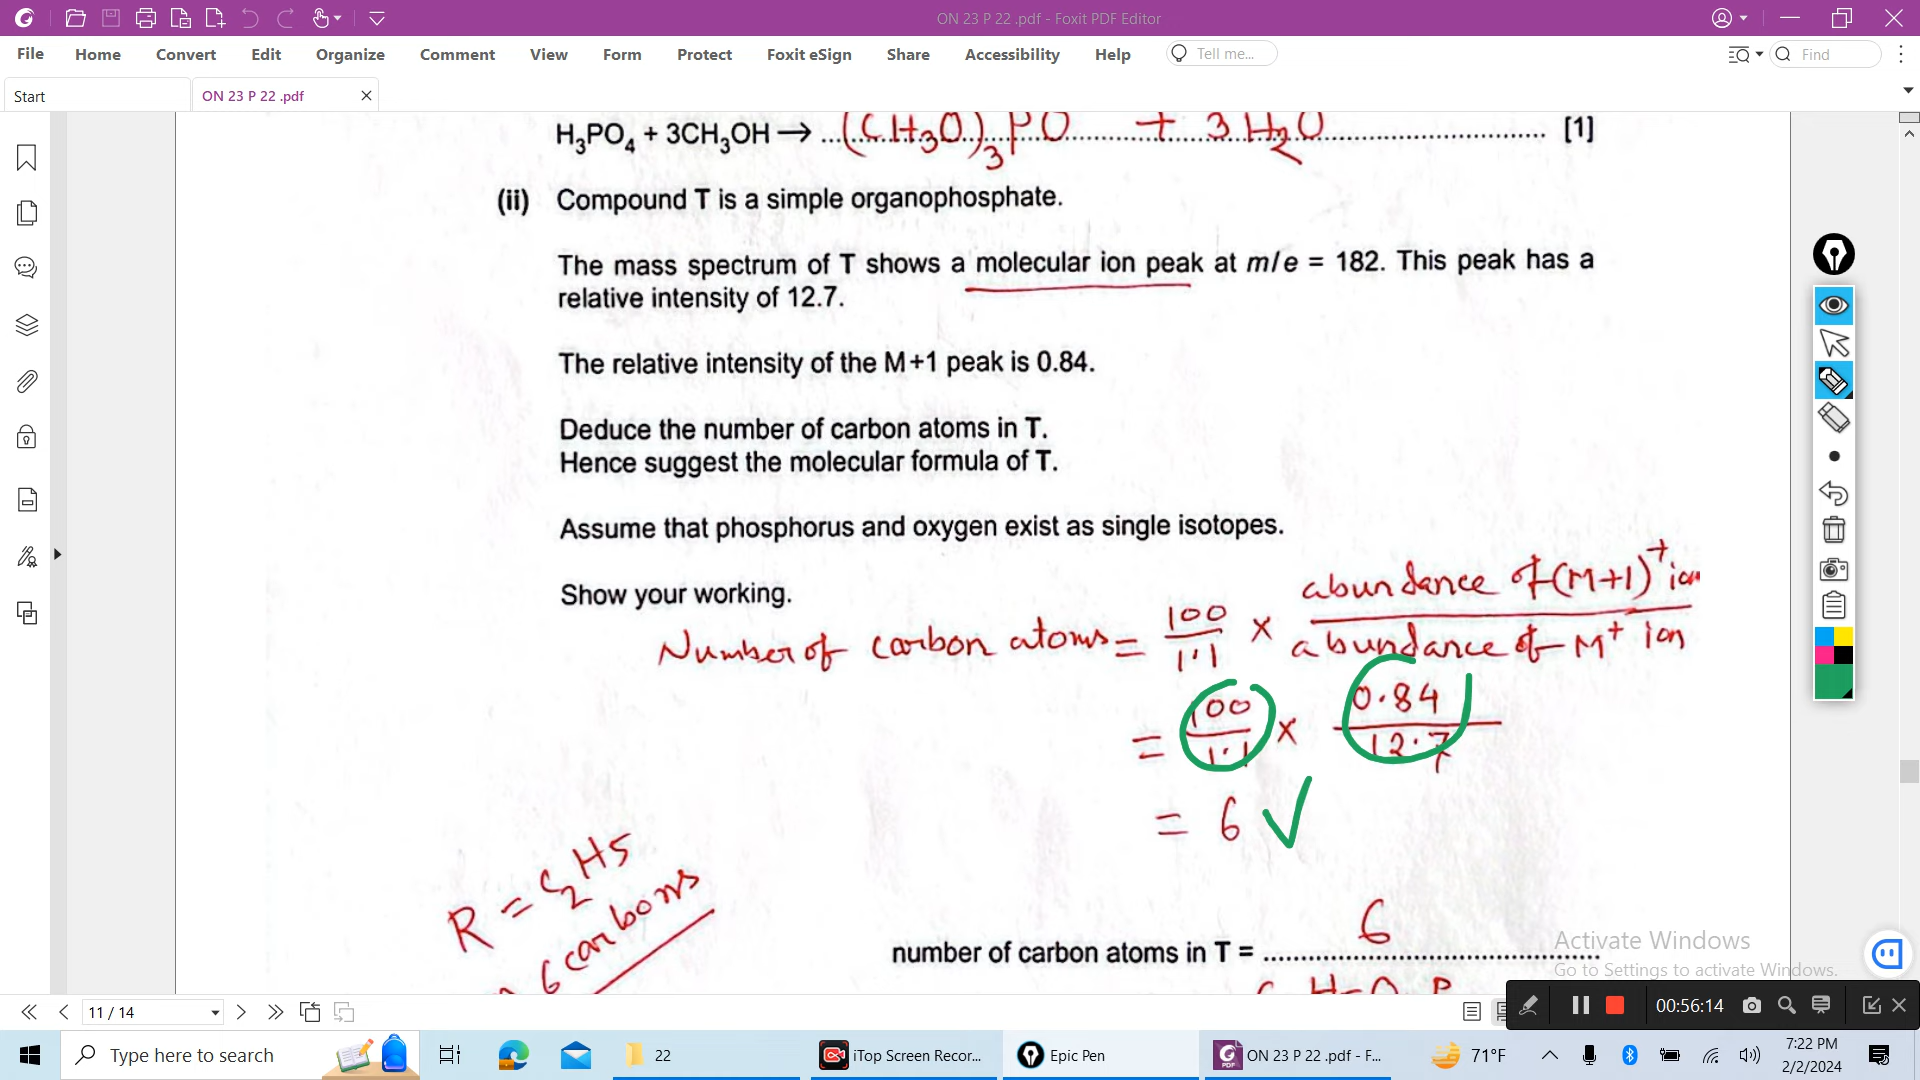 ON 23 P 22 .pdf - Foxit PDF Editor
File Home Convert Edit Organize Comment View Form Protect Foxit eSign Share Accessibility Help Tell me... Find
Start ON 23 P 22 .pdf
H₃PO₄ + 3CH₃OH → (CH₃O)₃PO + 3H₂O [1]
(ii) Compound T is a simple organophosphate.
The mass spectrum of T shows a molecular ion peak at m/e = 182. This peak has a
relative intensity of 12.7.
The relative intensity of the M+1 peak is 0.84.
Deduce the number of carbon atoms in T.
Hence suggest the molecular formula of T.
Assume that phosphorus and oxygen exist as single isotopes.
Show your working.
Number of carbon atoms = 100/1.1 × abundance of (M+1)⁺ ion / abundance of M⁺ ion
= 100/1.1 × 0.84/12.7
= 6 ✓
R = C₂H₅
6 carbons
number of carbon atoms in T = 6
Activate Windows
Go to Settings to activate Windows.
11 / 14
00:56:14
Type here to search
22
iTop Screen Recor...
Epic Pen
ON 23 P 22 .pdf - F...
71°F
7:22 PM
2/2/2024